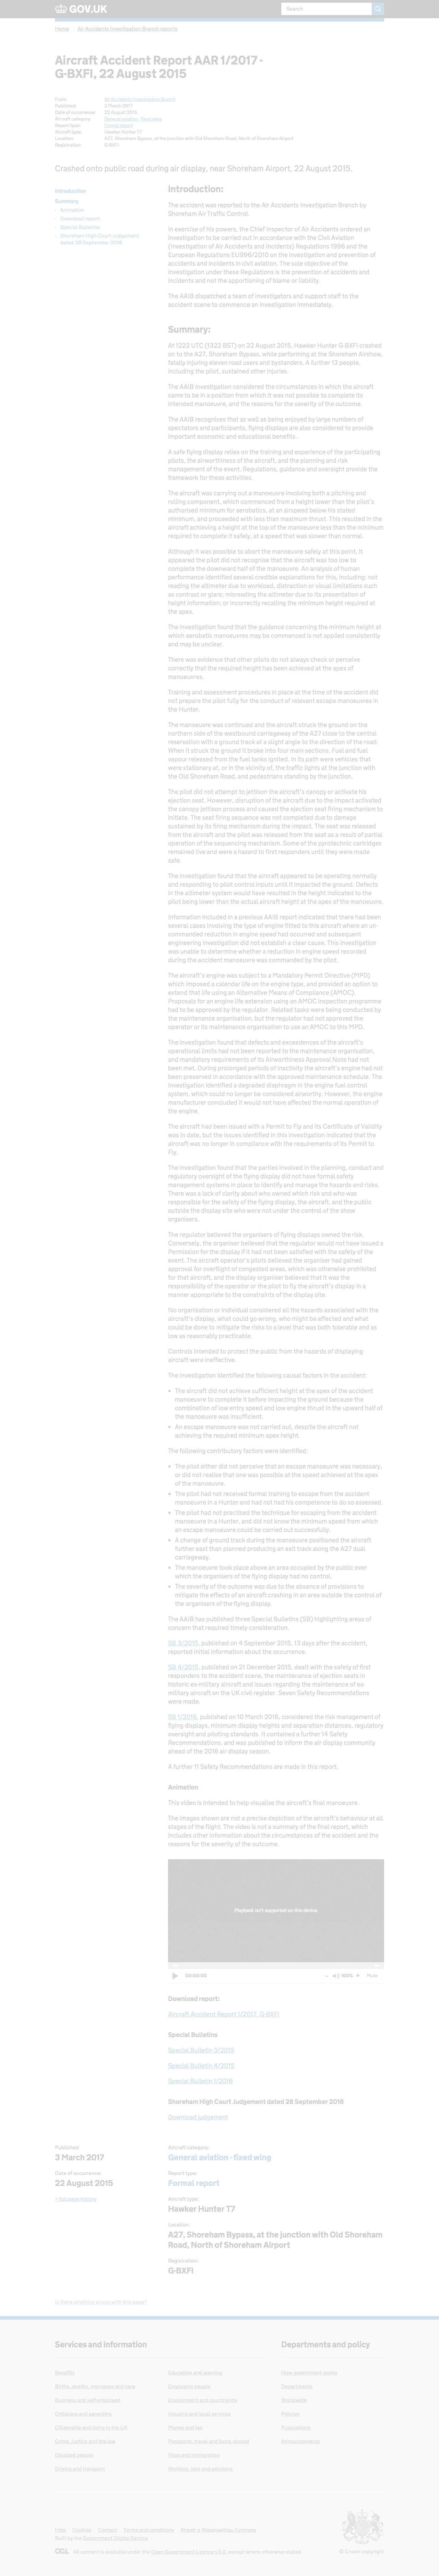 GOV.UK
Search
Home
Air Accidents Investigation Branch reports
Aircraft Accident Report AAR 1/2017 -
G-BXFI, 22 August 2015
From:
Air Accidents Investigation Branch
Published:
3 March 2017
Date of occurrence:
22 August 2015
Aircraft category:
General aviation - fixed wing
Report type:
Formal report
Aircraft type:
Hawker Hunter T7
Location:
A27, Shoreham Bypass, at the junction with Old Shoreham Road, North of Shoreham Airport
Registration:
G-BXFI
Crashed onto public road during air display, near Shoreham Airport, 22 August 2015.
Introduction
Summary
Animation
Download report
Special Bulletins
Shoreham High Court Judgement
dated 28 September 2016
Introduction:
The accident was reported to the Air Accidents Investigation Branch by
Shoreham Air Traffic Control.
In exercise of his powers, the Chief Inspector of Air Accidents ordered an
investigation to be carried out in accordance with the Civil Aviation
(Investigation of Air Accidents and Incidents) Regulations 1996 and the
European Regulations EU996/2010 on the investigation and prevention of
accidents and incidents in civil aviation. The sole objective of the
investigation under these Regulations is the prevention of accidents and
incidents and not the apportioning of blame or liability.
The AAIB dispatched a team of investigators and support staff to the
accident scene to commence an investigation immediately.
Summary:
At 1222 UTC (1322 BST) on 22 August 2015, Hawker Hunter G-BXFI crashed
on to the A27, Shoreham Bypass, while performing at the Shoreham Airshow,
fatally injuring eleven road users and bystanders. A further 13 people,
including the pilot, sustained other injuries.
The AAIB Investigation considered the circumstances in which the aircraft
came to be in a position from which it was not possible to complete its
intended manoeuvre, and the reasons for the severity of the outcome.
The AAIB recognises that as well as being enjoyed by large numbers of
spectators and participants, flying displays are also considered to provide
important economic and educational benefits.
A safe flying display relies on the training and experience of the pilot, the
airworthiness of the aircraft, and the planning and risk
management of the event. Regulations, guidance and oversight provide the
framework for these activities.
The aircraft was carrying out a manoeuvre involving both a pitching and
rolling component, which commenced from a height lower than the pilot's
authorised minimum for aerobatics, at an airspeed below his stated
minimum, and proceeded with less than maximum thrust. This resulted in the
aircraft achieving a height at the top of the manoeuvre less than the minimum
required to complete it safely, at a speed that was slower than normal.
Although it was possible to abort the manoeuvre safely at this point, it
appeared the pilot did not recognise that the aircraft was too low to
complete the downward half of the manoeuvre. An analysis of human
performance identified several credible explanations for this, including: not
reading the altimeter due to workload, distraction or visual limitations such
as contrast or glare; misreading the altimeter due to its presentation of
height information; or incorrectly recalling the minimum height required at
the apex.
The investigation found that the guidance concerning the minimum height at
which aerobatic manoeuvres may be commenced is not applied consistently
and may be unclear.
There was evidence that other pilots do not always check or perceive
correctly that the required height has been achieved at the apex of
manoeuvres.
Training and assessment procedures in place at the time of the accident did
not prepare the pilot fully for the conduct of relevant escape manoeuvres in
the Hunter.
The manoeuvre was continued and the aircraft struck the ground on the
northern side of the westbound carriageway of the A27 close to the central
reservation with a ground track at a slight angle to the direction of the road.
When it struck the ground it broke into four main sections. Fuel and fuel
vapour released from the fuel tanks ignited. In its path were vehicles that
were stationary at, or in the vicinity of, the traffic lights at the junction with
the Old Shoreham Road, and pedestrians standing by the junction.
The pilot did not attempt to jettison the aircraft's canopy or activate his
ejection seat. However, disruption of the aircraft due to the impact activated
the canopy jettison process and caused the ejection seat firing mechanism to
initiate. The seat firing sequence was not completed due to damage
sustained by its firing mechanism during the impact. The seat was released
from the aircraft and the pilot was released from the seat as a result of partial
operation of the sequencing mechanism. Some of the pyrotechnic cartridges
remained live and were a hazard to first responders until they were made
safe.
The investigation found that the aircraft appeared to be operating normally
and responding to pilot control inputs until it impacted the ground. Defects
in the altimeter system would have resulted in the height indicated to the
pilot being lower than the actual aircraft height at the apex of the manoeuvre.
Information included in a previous AAIB report indicated that there had been
several cases involving the type of engine fitted to this aircraft where an un-
commanded reduction in engine speed had occurred and subsequent
engineering investigation did not establish a clear cause. This investigation
was unable to determine whether a reduction in engine speed recorded
during the accident manoeuvre was commanded by the pilot.
The aircraft's engine was subject to a Mandatory Permit Directive (MPD)
which imposed a calendar life on the engine type, and provided an option to
extend that life using an Alternative Means of Compliance (AMOC).
Proposals for an engine life extension using an AMOC inspection programme
had to be approved by the regulator. Related tasks were being conducted by
the maintenance organisation, but the regulator had not approved the
operator or its maintenance organisation to use an AMOC to this MPD.
The investigation found that defects and exceedences of the aircraft's
operational limits had not been reported to the maintenance organisation,
and mandatory requirements of its Airworthiness Approval Note had not
been met. During prolonged periods of inactivity the aircraft's engine had
not been preserved in accordance with the approved maintenance schedule. The
investigation identified a degraded diaphragm in the engine fuel control
system, which could no longer be considered airworthy. However, the engine
manufacturer concluded it would not have affected the normal operation of
the engine.
The aircraft had been issued with a Permit to Fly and its Certificate of Validity
was in date, but the issues identified in this investigation indicated that the
aircraft was no longer in compliance with the requirements of its Permit to
Fly.
The investigation found that the parties involved in the planning, conduct and
regulatory oversight of the flying display did not have formal safety
management systems in place to identify and manage the hazards and risks.
There was a lack of clarity about who owned which risk and who was
responsible for the safety of the flying display, the aircraft, and the public
outside the display site who were not under the control of the show
organisers.
The regulator believed the organisers of flying displays owned the risk.
Conversely, the organiser believed that the regulator would not have issued a
Permission for the display if it had not been satisfied with the safety of the
event. The aircraft operator's pilots believed the organiser had gained
approval for overflight of congested areas, which was otherwise prohibited
for that aircraft, and the display organiser believed that it was the
responsibility of the operator or the pilot to fly the aircraft's display in a
manner appropriate to the constraints of the display site.
No organisation or individual considered all the hazards associated with the
aircraft's display, what could go wrong, who might be affected and what
could be done to mitigate the risks to a level that was both tolerable and as
low as reasonably practicable.
Controls intended to protect the public from the hazards of displaying
aircraft were ineffective.
The investigation identified the following causal factors in the accident:
The aircraft did not achieve sufficient height at the apex of the accident
manoeuvre to complete it before impacting the ground because the
combination of low entry speed and low engine thrust in the upward half of
the manoeuvre was insufficient.
An escape manoeuvre was not carried out, despite the aircraft not
achieving the required minimum apex height.
The following contributory factors were identified:
The pilot either did not perceive that an escape manoeuvre was necessary,
or did not realise that one was possible at the speed achieved at the apex
of the manoeuvre.
The pilot had not received formal training to escape from the accident
manoeuvre in a Hunter and had not had his competence to do so assessed.
The pilot had not practised the technique for escaping from the accident
manoeuvre in a Hunter, and did not know the minimum speed from which
an escape manoeuvre could be carried out successfully.
A change of ground track during the manoeuvre positioned the aircraft
further east than planned producing an exit track along the A27 dual
carriageway.
The manoeuvre took place above an area occupied by the public over
which the organisers of the flying display had no control.
The severity of the outcome was due to the absence of provisions to
mitigate the effects of an aircraft crashing in an area outside the control of
the organisers of the flying display.
The AAIB has published three Special Bulletins (SB) highlighting areas of
concern that required timely consideration.
SB 3/2015, published on 4 September 2015, 13 days after the accident,
reported initial information about the occurrence.
SB 4/2015, published on 21 December 2015, dealt with the safety of first
responders to the accident scene, the maintenance of ejection seats in
historic ex-military aircraft and issues regarding the maintenance of ex-
military aircraft on the UK civil register. Seven Safety Recommendations
were made.
SB 1/2016, published on 10 March 2016, considered the risk management of
flying displays, minimum display heights and separation distances, regulatory
oversight and piloting standards. It contained a further 14 Safety
Recommendations, and was published to inform the air display community
ahead of the 2016 air display season.
A further 11 Safety Recommendations are made in this report.
Animation
This video is intended to help visualise the aircraft's final manoeuvre.
The images shown are not a precise depiction of the aircraft's behaviour at all
stages of the flight. The video is not a summary of the final report, which
includes other information about the circumstances of the accident and the
reasons for the severity of the outcome.
Playback isn't supported on this device.
00:00:00
100%
Mute
Download report:
Aircraft Accident Report 1/2017, G-BXFI
Special Bulletins
Special Bulletin 3/2015
Special Bulletin 4/2015
Special Bulletin 1/2016
Shoreham High Court Judgement dated 28 September 2016
Download judgement
Published:
3 March 2017
Date of occurrence:
22 August 2015
+ full page history
Aircraft category:
General aviation - fixed wing
Report type:
Formal report
Aircraft type:
Hawker Hunter T7
Location:
A27, Shoreham Bypass, at the junction with Old Shoreham
Road, North of Shoreham Airport
Registration:
G-BXFI
Is there anything wrong with this page?
Services and information
Benefits
Births, deaths, marriages and care
Business and self-employed
Childcare and parenting
Citizenship and living in the UK
Crime, justice and the law
Disabled people
Driving and transport
Education and learning
Employing people
Environment and countryside
Housing and local services
Money and tax
Passports, travel and living abroad
Visas and immigration
Working, jobs and pensions
Departments and policy
How government works
Departments
Worldwide
Policies
Publications
Announcements
Help
Cookies
Contact
Terms and conditions
Rhestr o Wasanaethau Cymraeg
Built by the Government Digital Service
OGL
All content is available under the Open Government Licence v3.0, except where otherwise stated
© Crown copyright